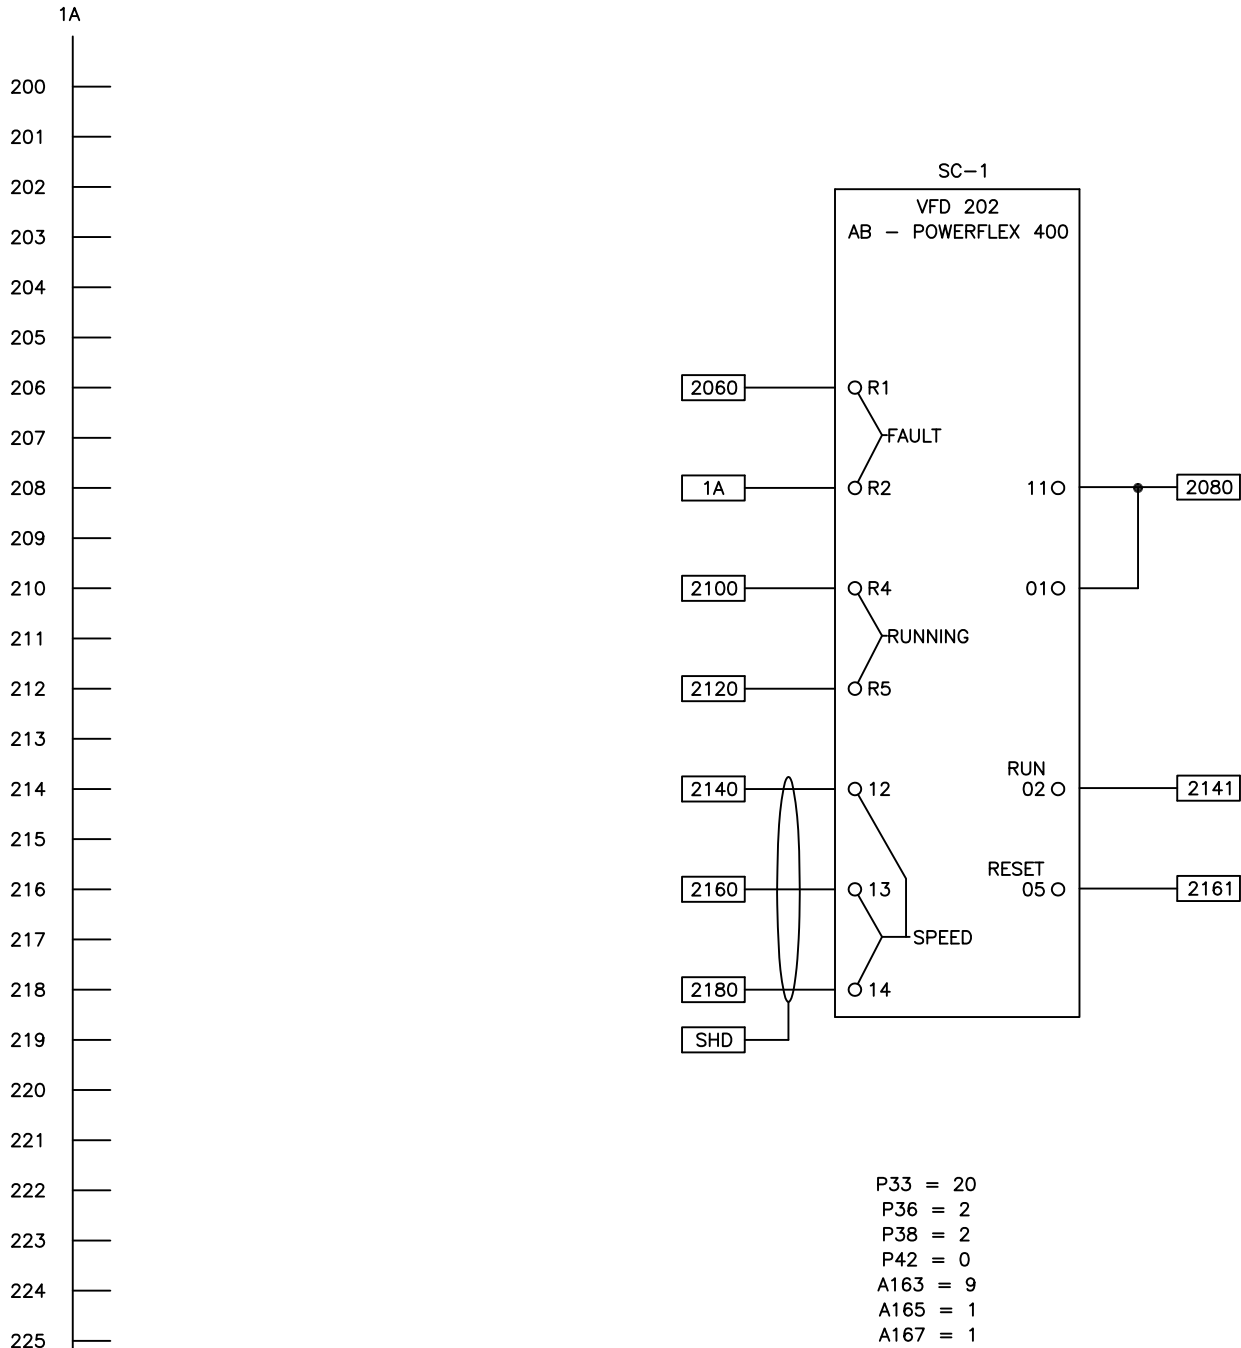 1A
200
201
SC-1
202
VFD 202
203
AB - POWERFLEX 400
204
205
206
2060
R1
207
FAULT
208
1A
R2
11
2080
209
210
2100
R4
01
211
RUNNING
212
2120
R5
213
RUN
214
2140
12
02
2141
215
RESET
216
2160
13
05
2161
217
SPEED
218
2180
14
219
SHD
220
221
222
P33 = 20
P36 = 2
223
P38 = 2
P42 = 0
224
A163 = 9
A165 = 1
225
A167 = 1